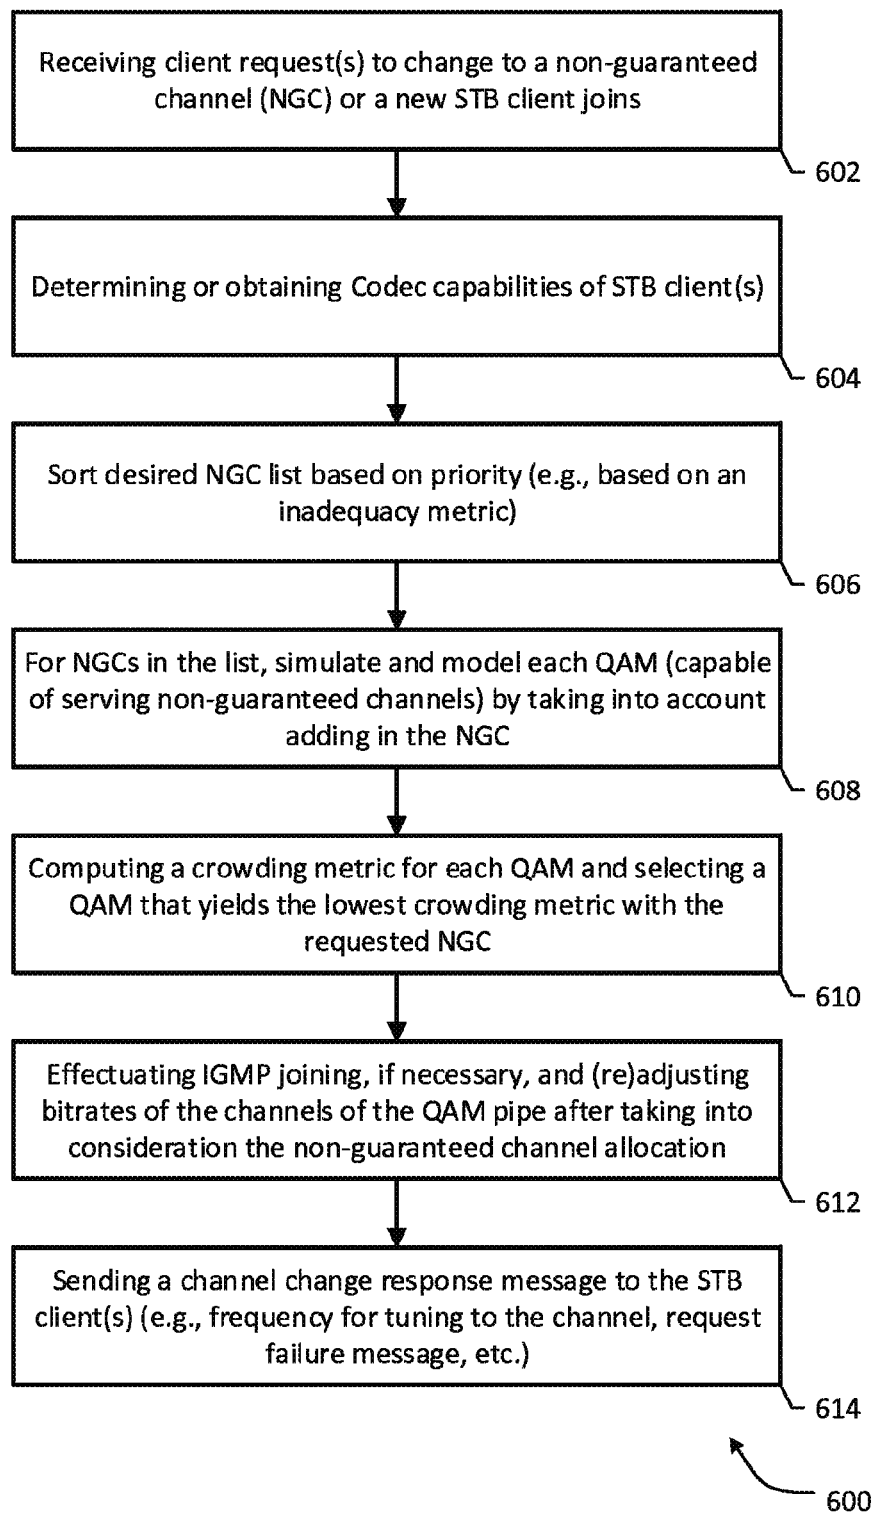 Receiving client request(s) to change to a non-guaranteed
channel (NGC) or a new STB client joins
602
Determining or obtaining Codec capabilities of STB client(s)
604
Sort desired NGC list based on priority (e.g., based on an
inadequacy metric)
606
For NGCs in the list, simulate and model each QAM (capable
of serving non-guaranteed channels) by taking into account
adding in the NGC
608
Computing a crowding metric for each QAM and selecting a
QAM that yields the lowest crowding metric with the
requested NGC
610
Effectuating IGMP joining, if necessary, and (re)adjusting
bitrates of the channels of the QAM pipe after taking into
consideration the non-guaranteed channel allocation
612
Sending a channel change response message to the STB
client(s) (e.g., frequency for tuning to the channel, request
failure message, etc.)
614
600